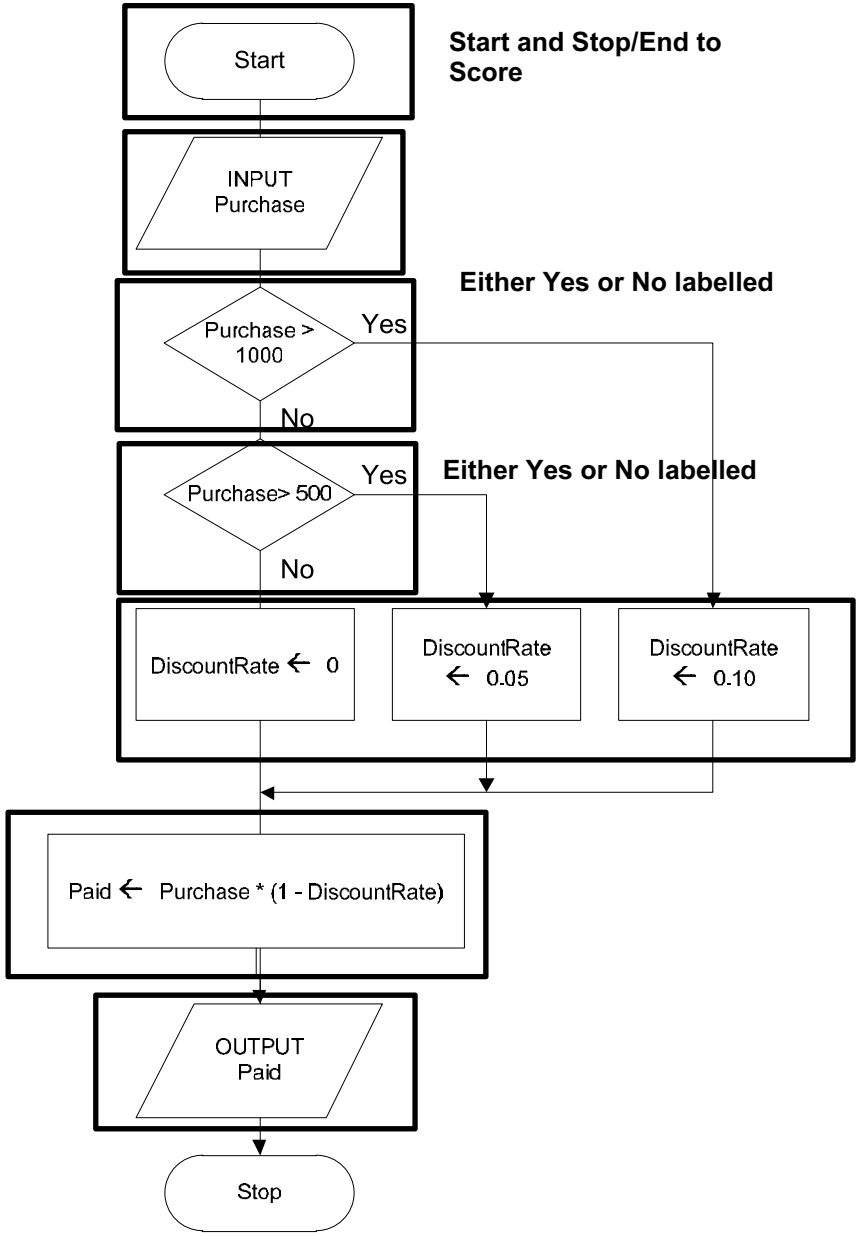 Start
Start and Stop/End to
Score
INPUT
Purchase
Either Yes or No labelled
Purchase >
1000
Yes
No
Either Yes or No labelled
Purchase> 500
Yes
No
DiscountRate ← 0
DiscountRate
← 0.05
DiscountRate
← 0.10
Paid ← Purchase * (1 - DiscountRate)
OUTPUT
Paid
Stop